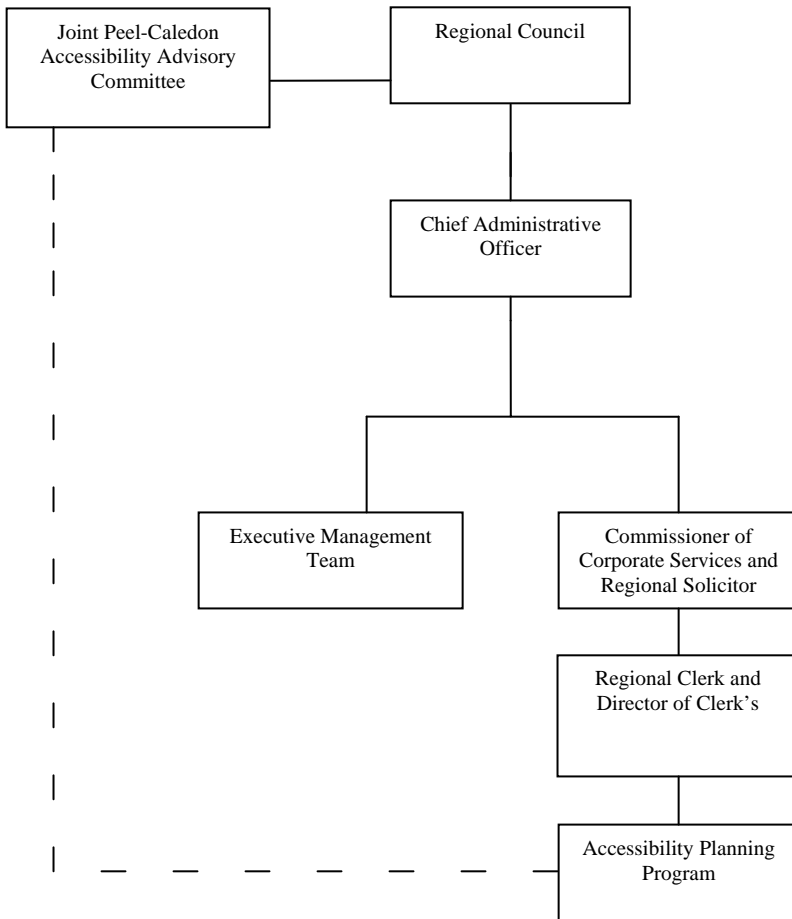 Joint Peel-Caledon
Accessibility Advisory
Committee
Regional Council
Chief Administrative
Officer
Executive Management
Team
Commissioner of
Corporate Services and
Regional Solicitor
Regional Clerk and
Director of Clerk’s
Accessibility Planning
Program